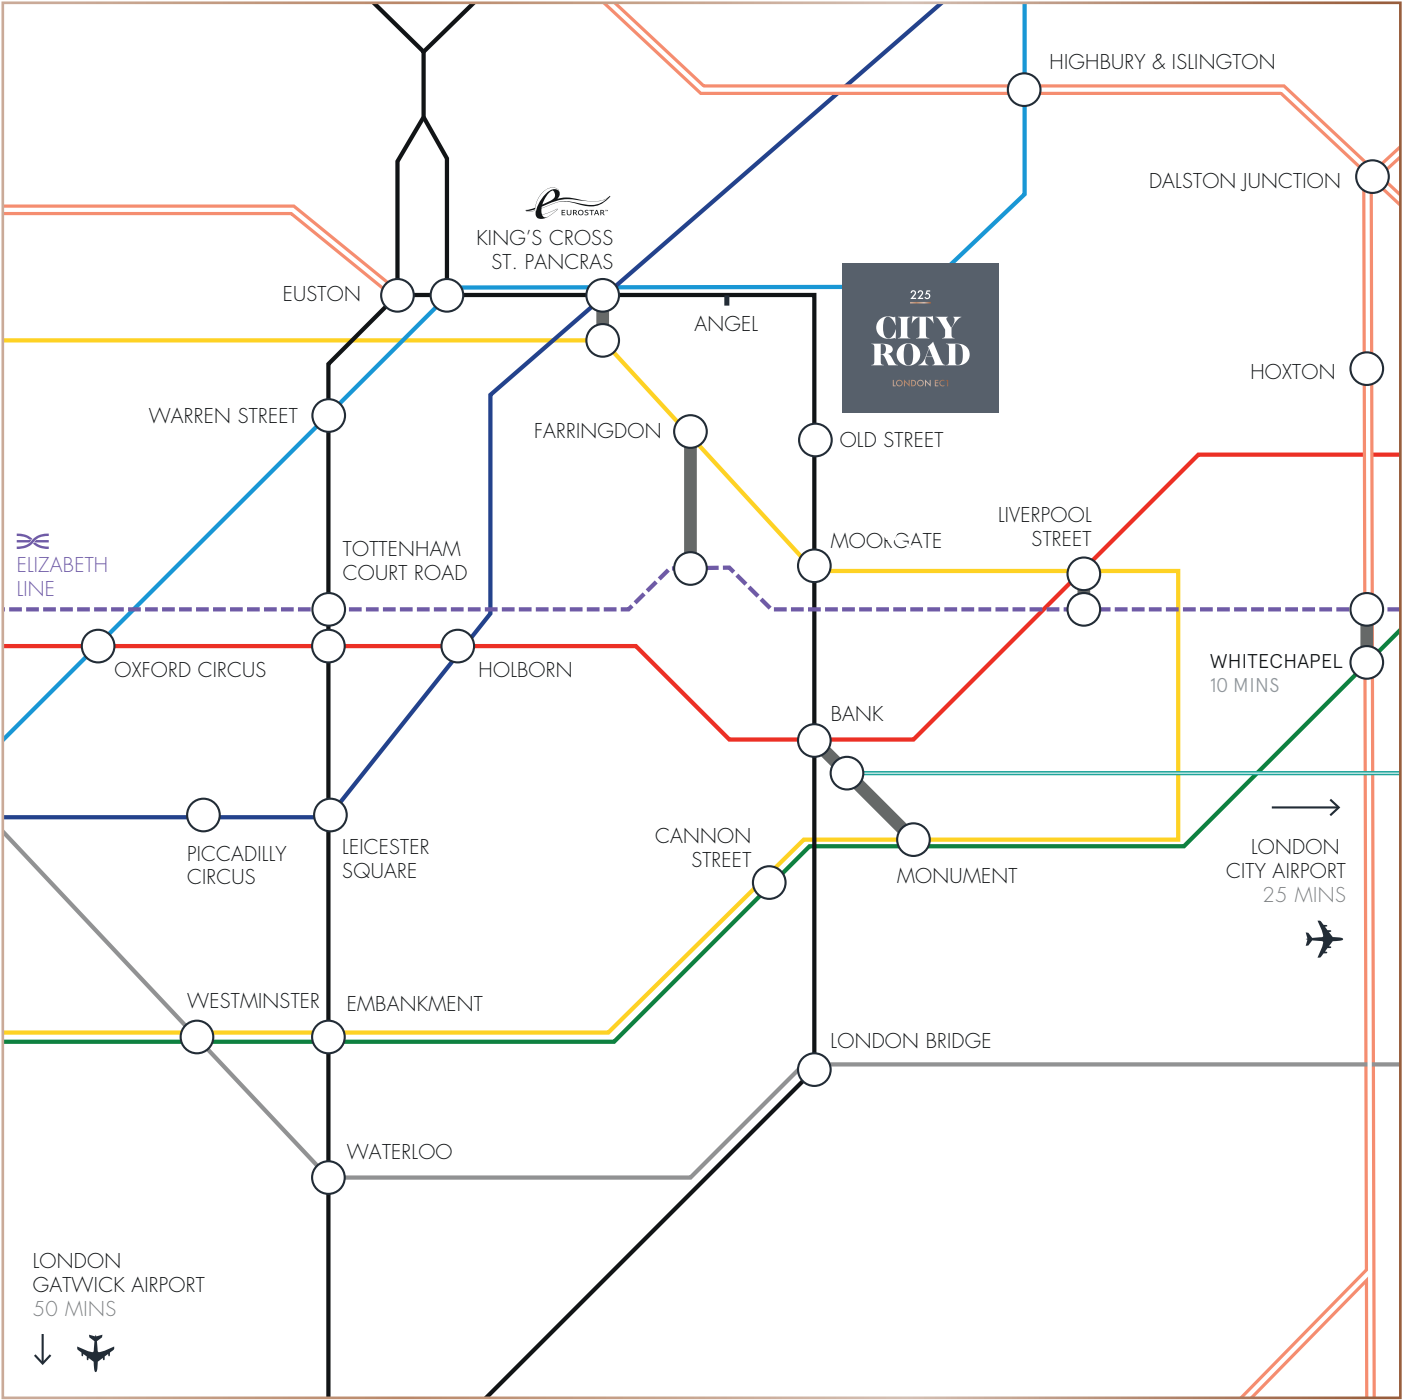 HIGHBURY & ISLINGTON
DALSTON JUNCTION
EUROSTAR™
KING'S CROSS
ST. PANCRAS
EUSTON
ANGEL
225
CITY
ROAD
LONDON EC1
HOXTON
WARREN STREET
FARRINGDON
OLD STREET
LIVERPOOL
STREET
MOORGATE
TOTTENHAM
COURT ROAD
ELIZABETH
LINE
OXFORD CIRCUS
HOLBORN
WHITECHAPEL
10 MINS
BANK
CANNON
STREET
PICCADILLY
CIRCUS
LEICESTER
SQUARE
MONUMENT
LONDON
CITY AIRPORT
25 MINS
WESTMINSTER
EMBANKMENT
LONDON BRIDGE
WATERLOO
LONDON
GATWICK AIRPORT
50 MINS